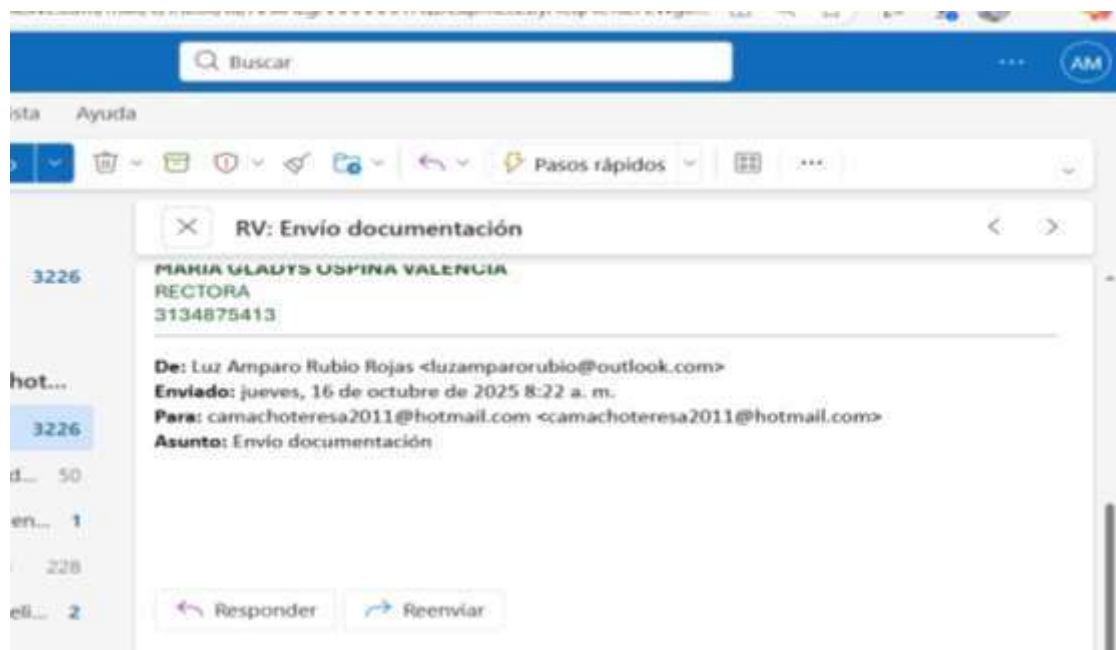 Buscar
AM
Ayuda
Pasos rápidos
RV: Envío documentación
3226
MARIA GLADYS OSPINA VALENCIA
RECTORA
3134875413
De: Luz Amparo Rubio Rojas <luzamparorubio@outlook.com>
Enviado: jueves, 16 de octubre de 2025 8:22 a. m.
Para: camachoteresa2011@hotmail.com <camachoteresa2011@hotmail.com>
Asunto: Envío documentación
hot...
3226
50
en... 1
228
eli... 2
Responder
Reenviar